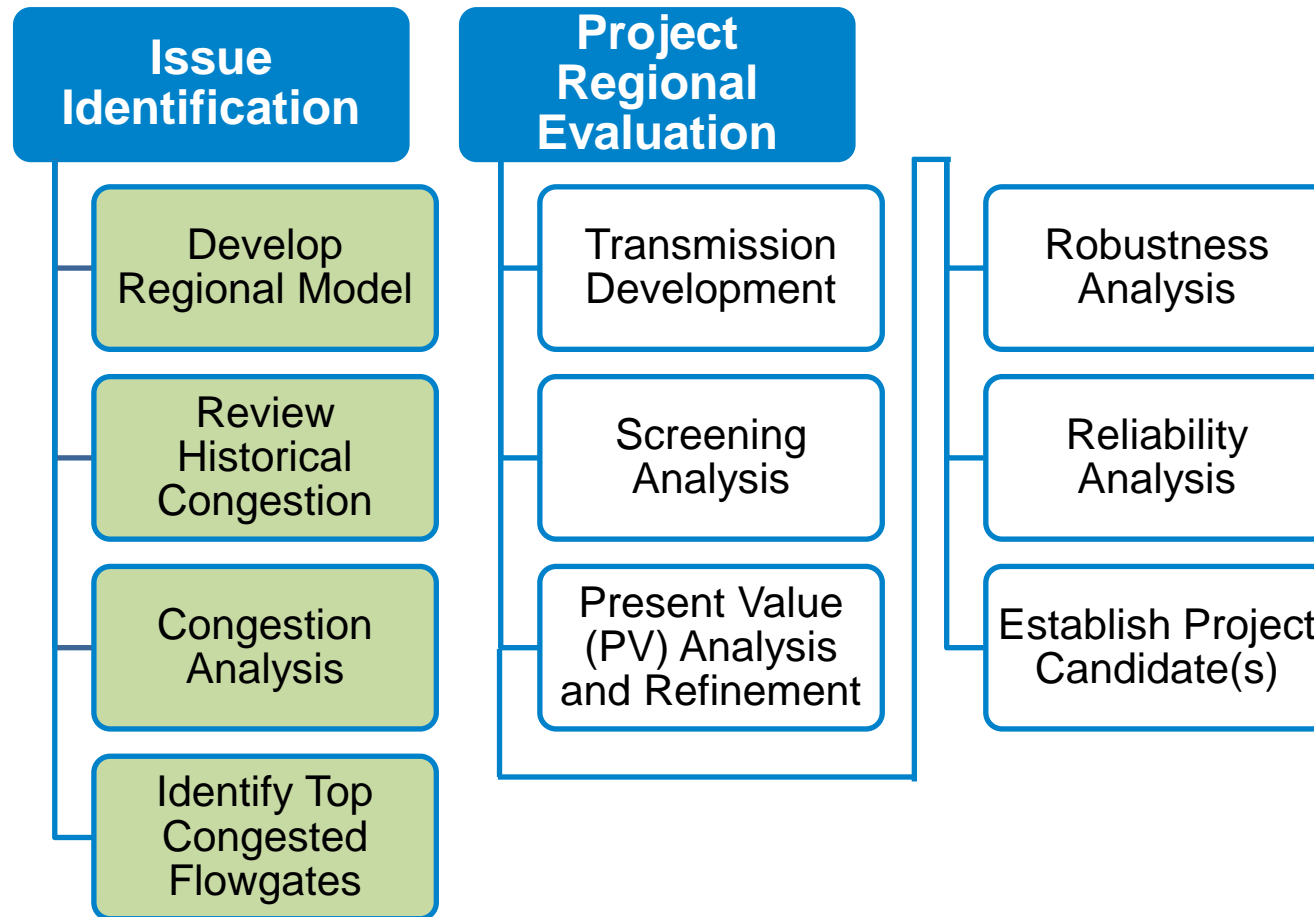 Issue
Identification
Develop
Regional Model
Review
Historical
Congestion
Congestion
Analysis
Identify Top
Congested
Flowgates
Project
Regional
Evaluation
Transmission
Development
Screening
Analysis
Present Value
(PV) Analysis
and Refinement
Robustness
Analysis
Reliability
Analysis
Establish Project
Candidate(s)